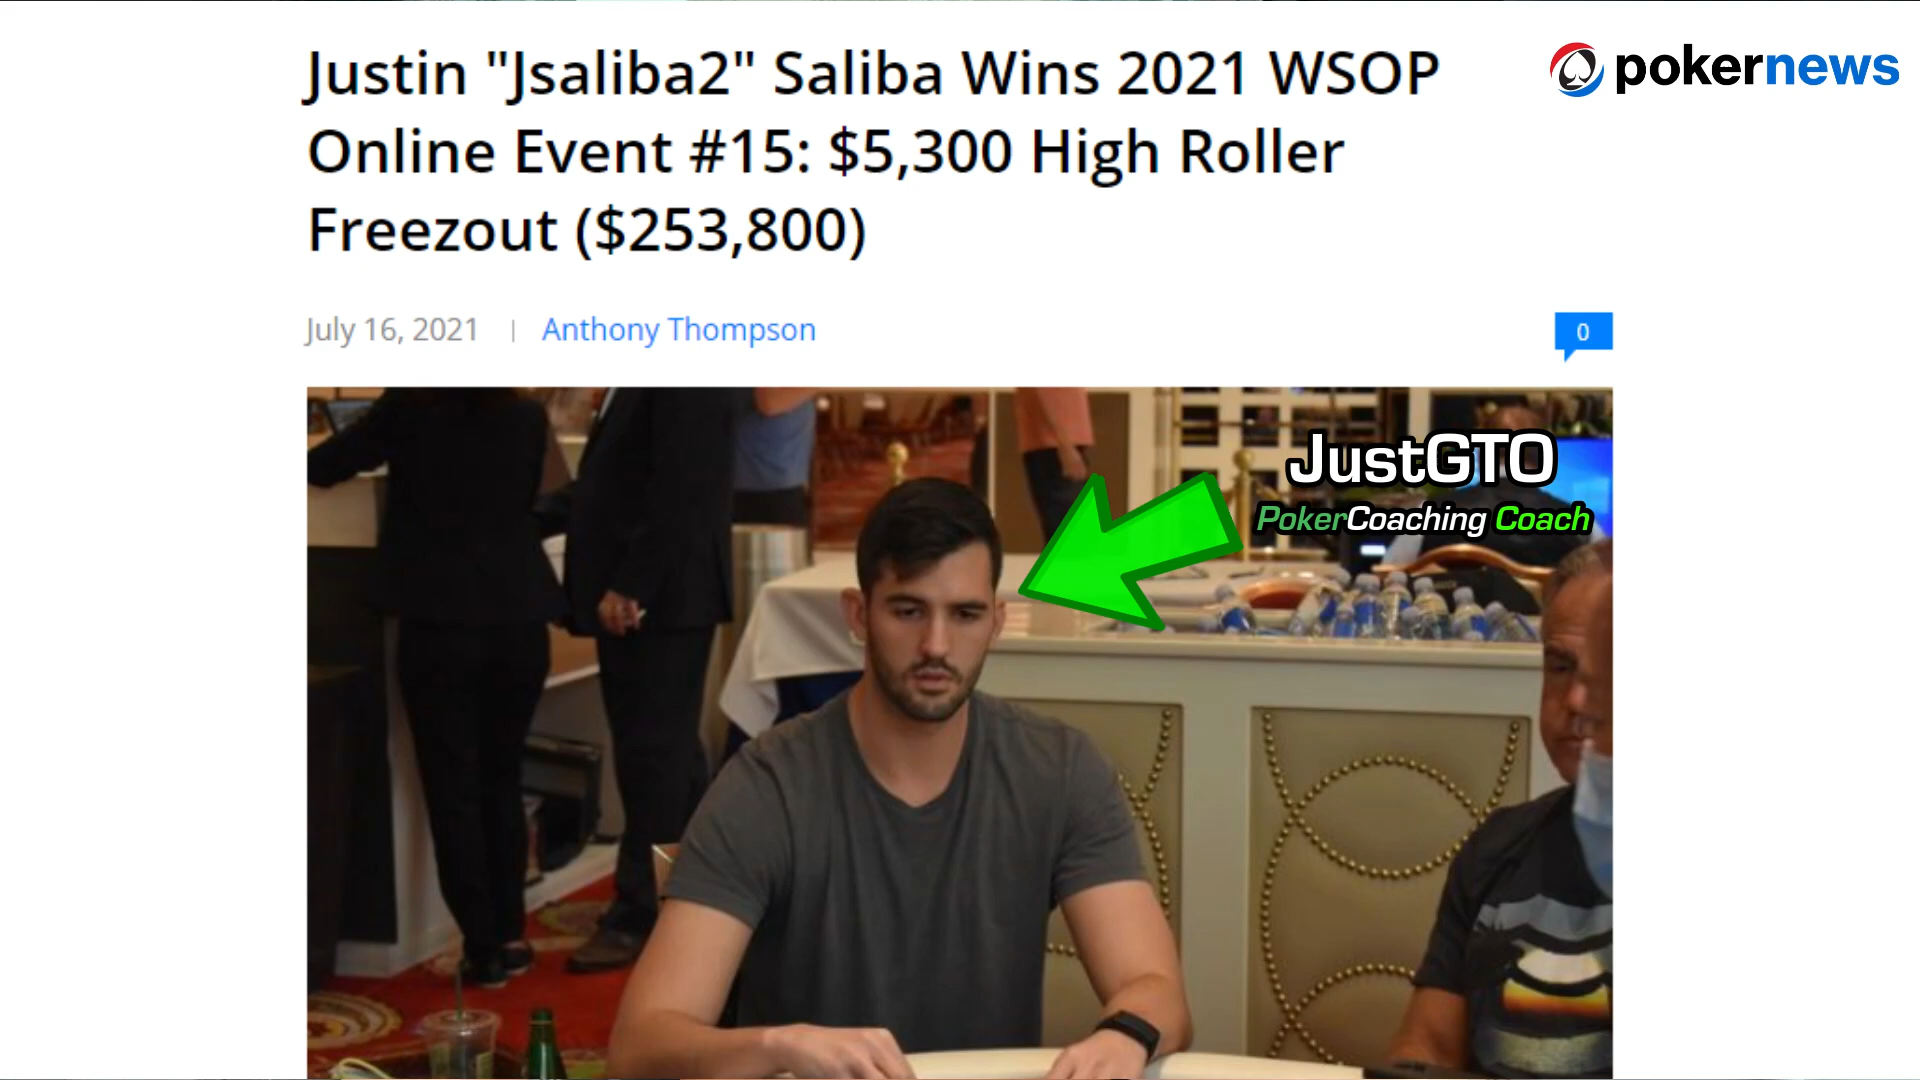 Justin "Jsaliba2" Saliba Wins 2021 WSOP
pokernews
Online Event #15: $5,300 High Roller
Freezout ($253,800)
July 16, 2021 | Anthony Thompson
0
JustGTO
PokerCoaching Coach